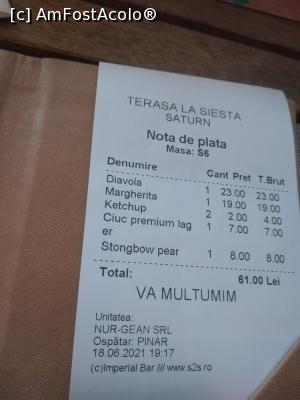 [c] AmFostAcolo®
TERASA LA SIESTA
SATURN
Nota de plata
Masa: S6
Denumire Cant Pret T.Brut
Diavola 1 23.00 23.00
Margherita 1 19.00 19.00
Ketchup 2 2.00 4.00
Ciuc premium lag 1 7.00 7.00
er
Stongbow pear 1 8.00 8.00
Total: 61.00 Lei
VA MULTUMIM
Unitatea:
NUR-GEAN SRL
Ospătar: PINAR
18.06.2021 19:17
(c)Imperial Bar /// www.s2s.ro